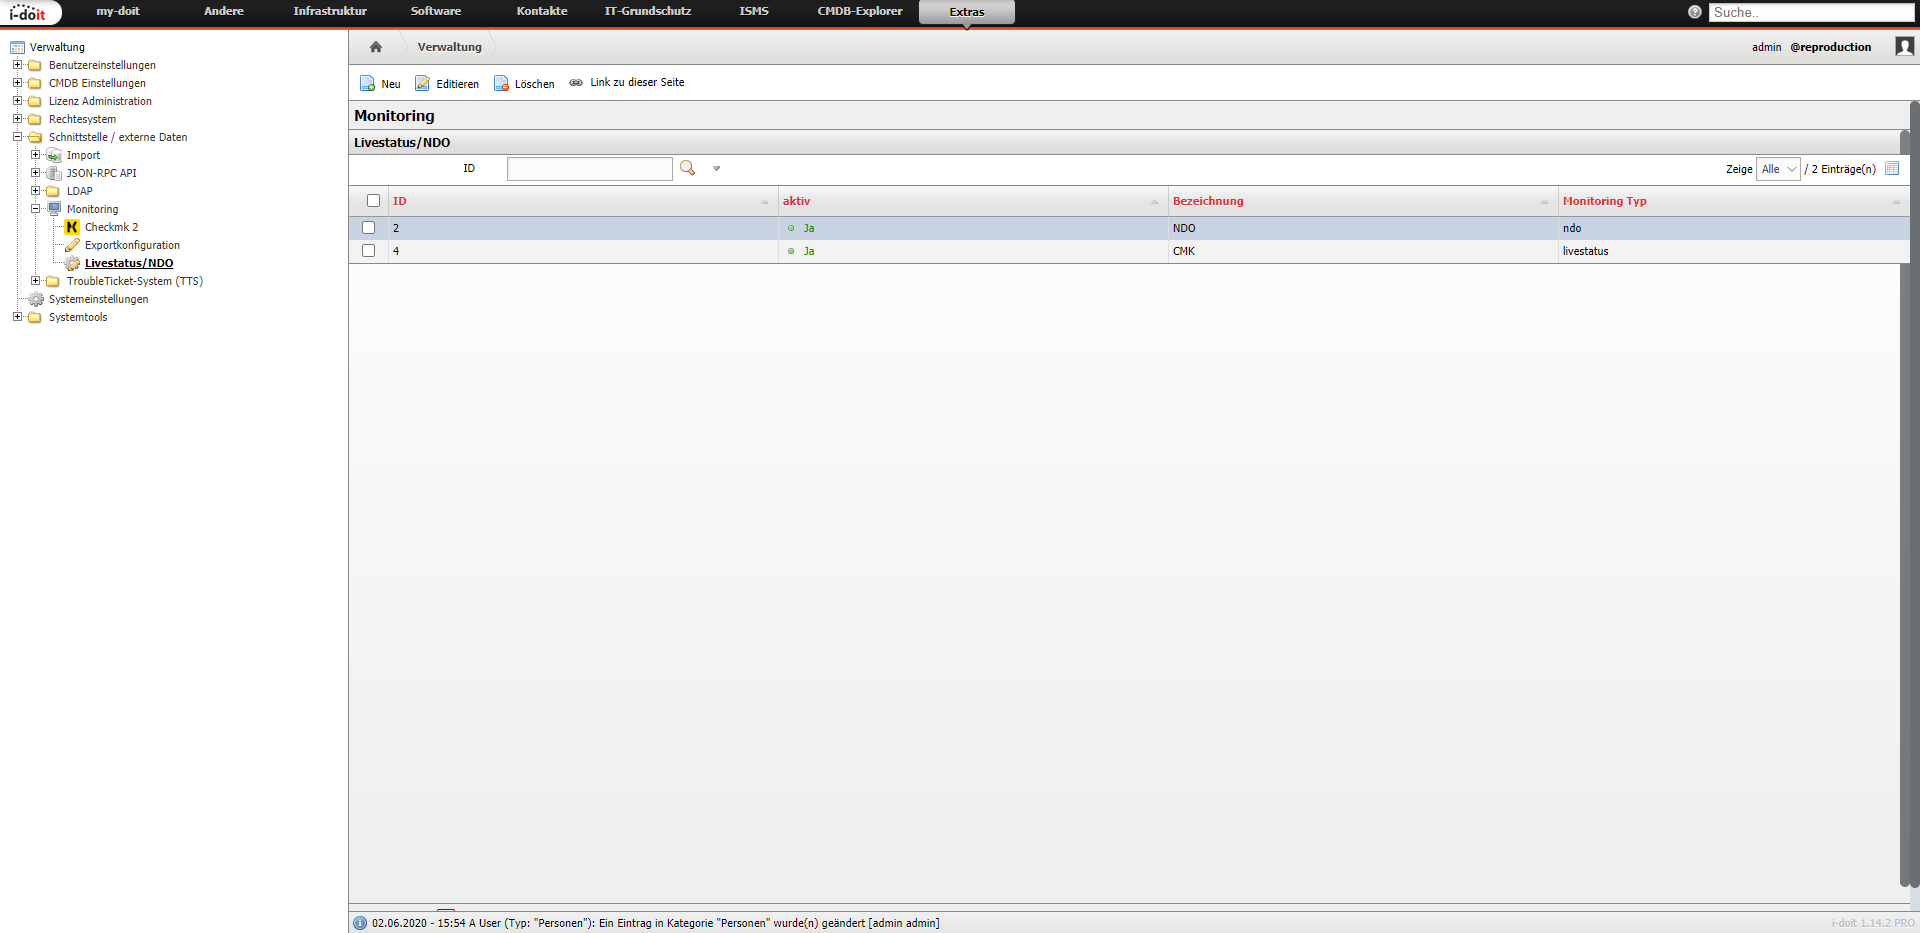 i-doit my-doit Andere Infrastruktur Software Kontakte IT-Grundschutz ISMS CMDB-Explorer Extras Suche..
Verwaltung
Benutzereinstellungen
CMDB Einstellungen
Lizenz Administration
Rechtesystem
Schnittstelle / externe Daten
Import
JSON-RPC API
LDAP
Monitoring
Checkmk 2
Exportkonfiguration
Livestatus/NDO
TroubleTicket-System (TTS)
Systemeinstellungen
Systemtools
Verwaltung admin @reproduction
Neu Editieren Löschen Link zu dieser Seite
Monitoring
Livestatus/NDO
ID Zeige Alle / 2 Einträge(n)
ID aktiv Bezeichnung Monitoring Typ
2 Ja NDO ndo
4 Ja CMK livestatus
02.06.2020 - 15:54 A User (Typ: "Personen"): Ein Eintrag in Kategorie "Personen" wurde(n) geändert [admin admin] i-doit 1.14.2 PRO